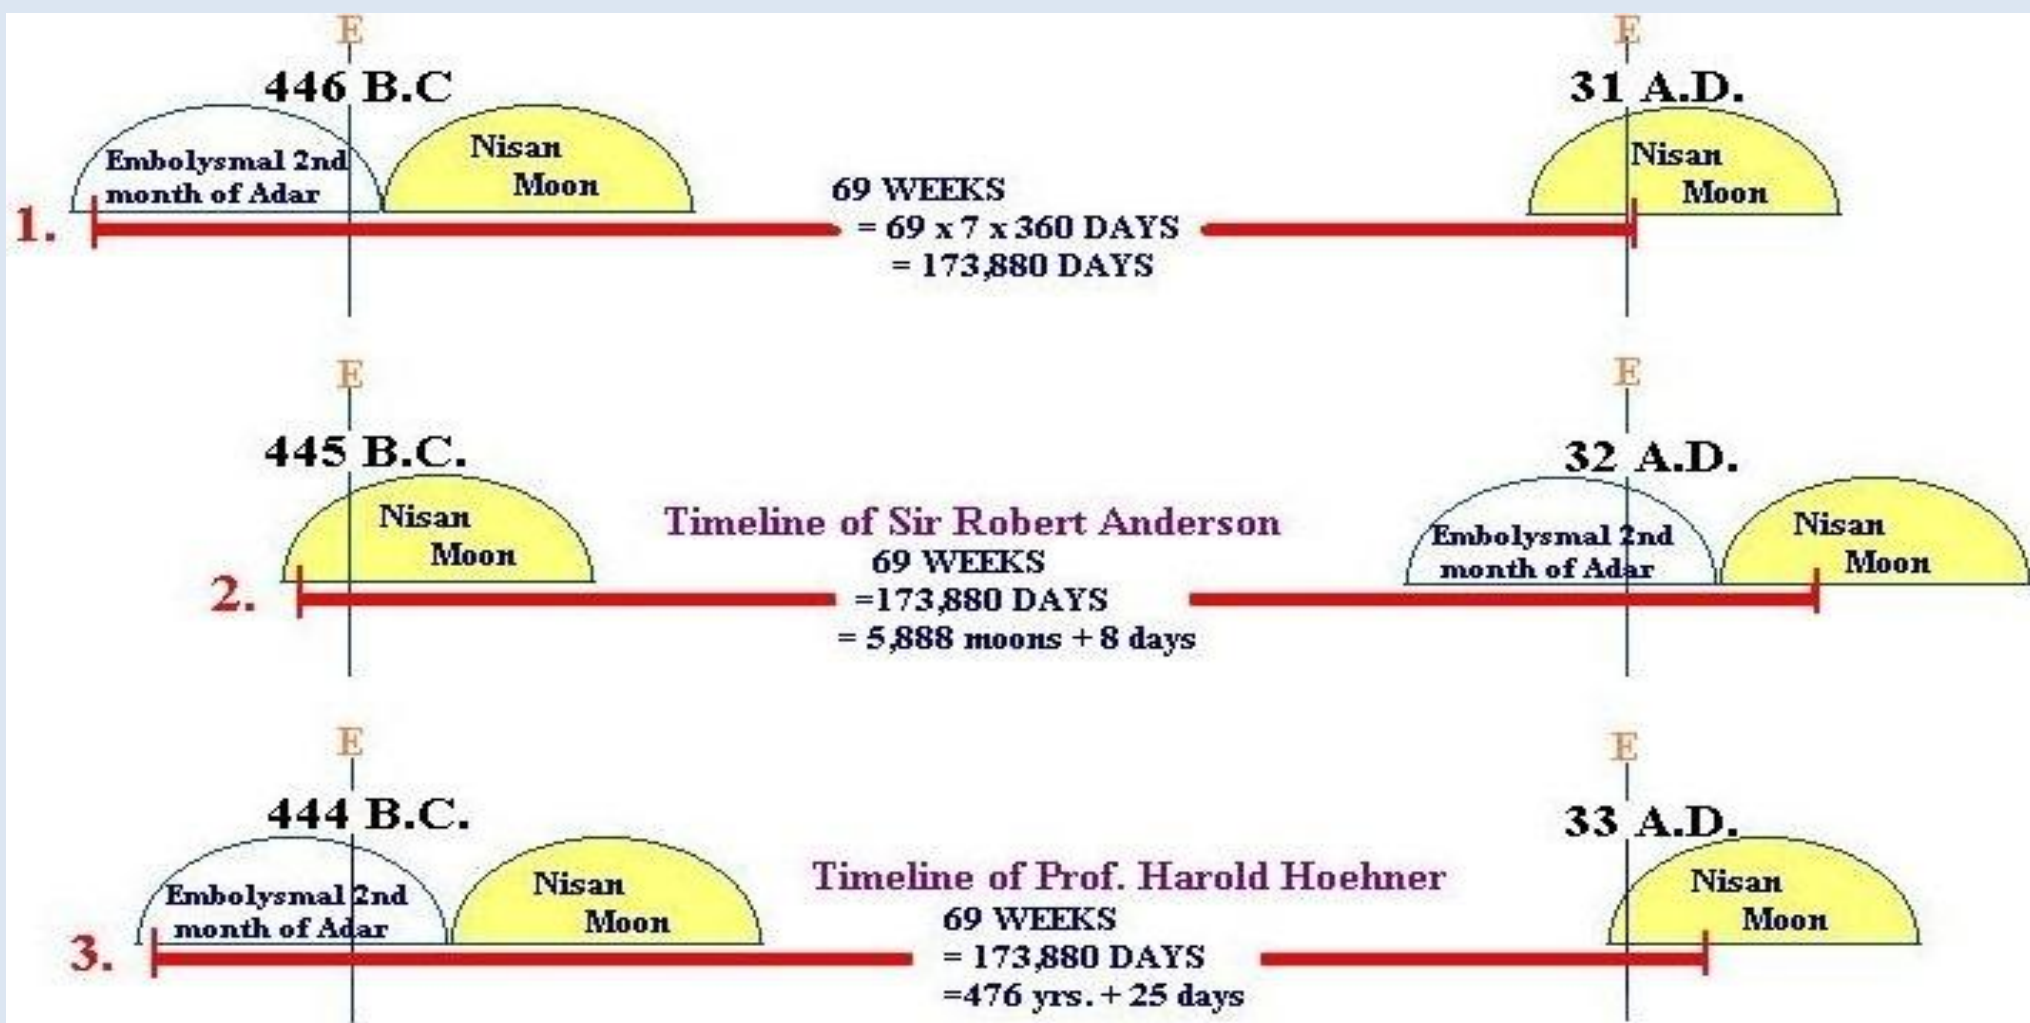 E
446 B.C
Embolysmal 2nd
month of Adar
Nisan
Moon
1.
69 WEEKS
= 69 x 7 x 360 DAYS
= 173,880 DAYS
E
31 A.D.
Nisan
Moon
E
445 B.C.
Nisan
Moon
2.
Timeline of Sir Robert Anderson
69 WEEKS
=173,880 DAYS
= 5,888 moons + 8 days
E
32 A.D.
Embolysmal 2nd
month of Adar
Nisan
Moon
E
444 B.C.
Embolysmal 2nd
month of Adar
Nisan
Moon
3.
Timeline of Prof. Harold Hoehner
69 WEEKS
= 173,880 DAYS
=476 yrs. + 25 days
E
33 A.D.
Nisan
Moon